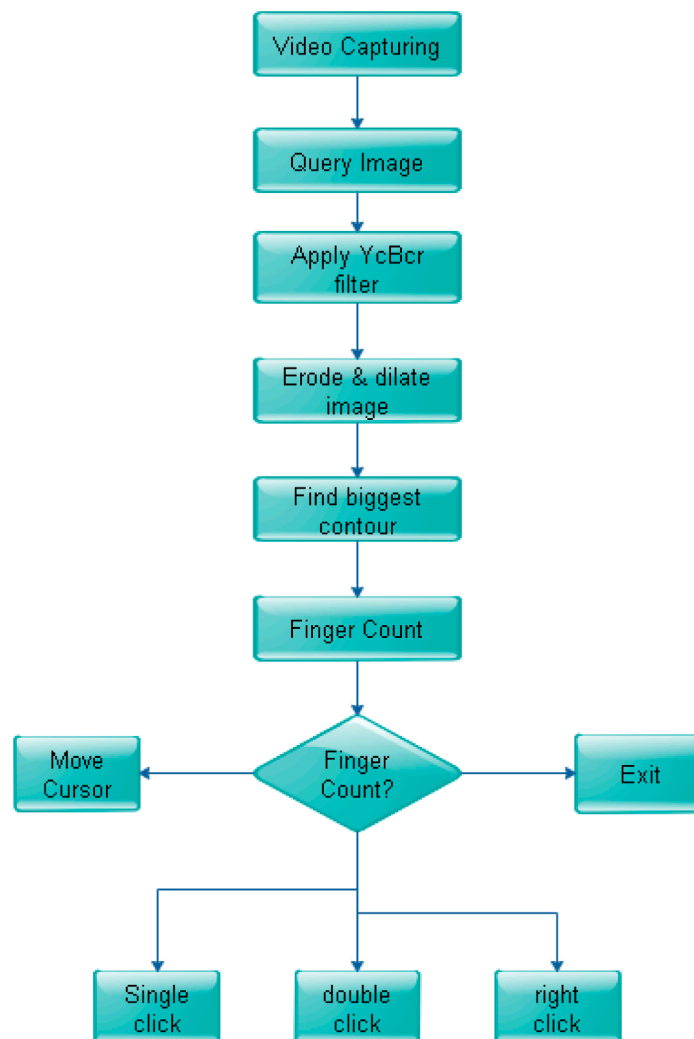 Video Capturing
Query Image
Apply YcBcr
filter
Erode & dilate
image
Find biggest
contour
Finger Count
Move
Cursor
Finger
Count?
Exit
Single
click
double
click
right
click